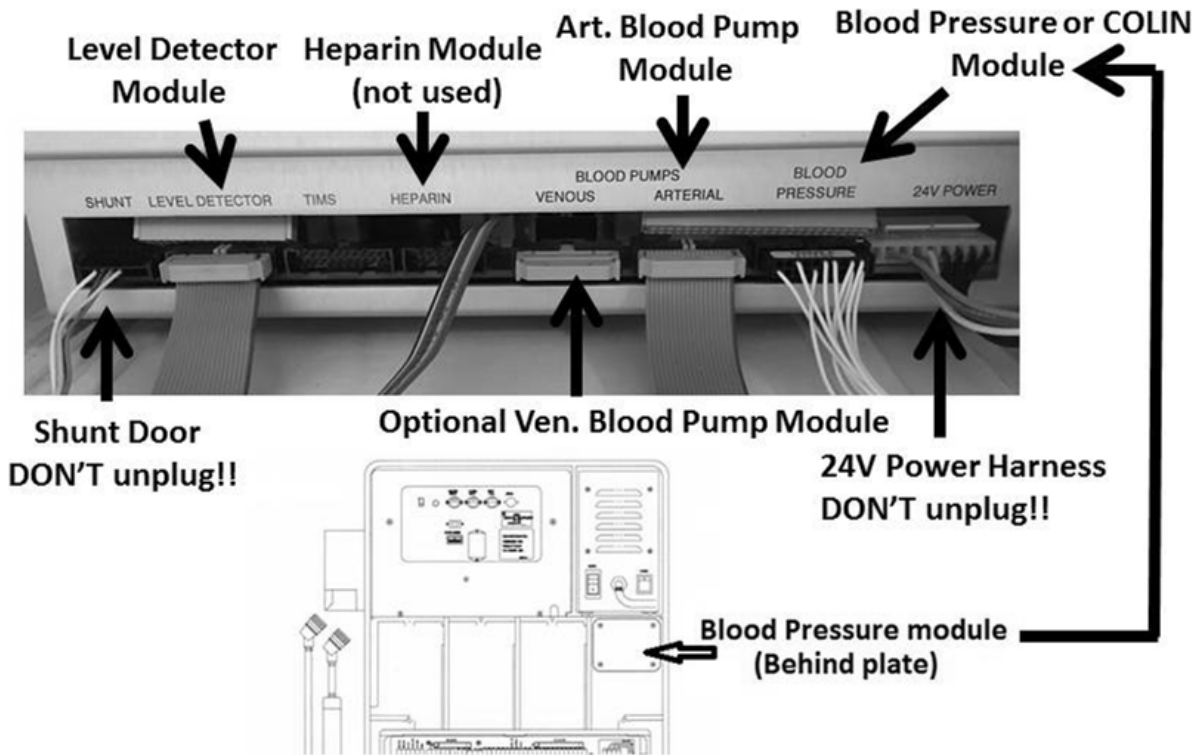 Level Detector
Module
Heparin Module
(not used)
Art. Blood Pump
Module
Blood Pressure or COLIN
Module
SHUNT
LEVEL DETECTOR
TIMS
HEPARIN
BLOOD PUMPS
VENOUS
ARTERIAL
BLOOD
PRESSURE
24V POWER
Shunt Door
DON'T unplug!!
Optional Ven. Blood Pump Module
24V Power Harness
DON'T unplug!!
Blood Pressure module
(Behind plate)